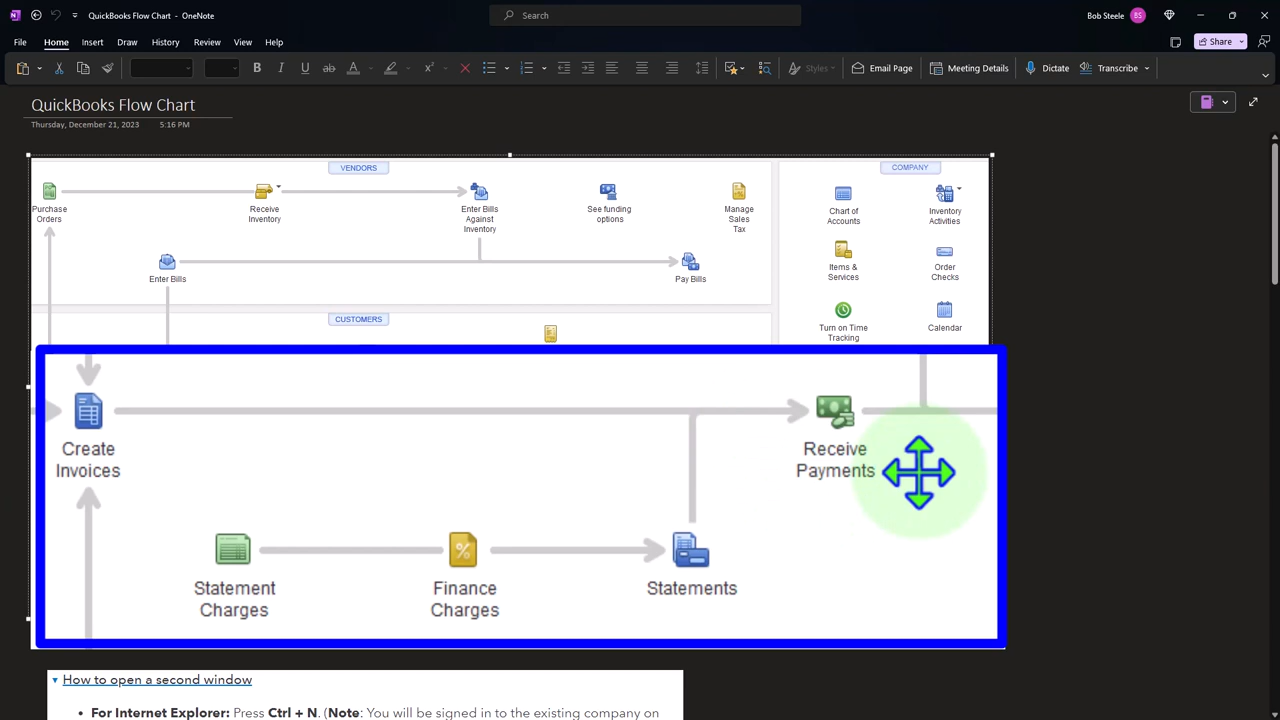 QuickBooks Flow Chart - OneNote
Search
Bob Steele
BS
File
Home
Insert
Draw
History
Review
View
Help
Share
B
I
U
ab
A
x
Styles
Email Page
Meeting Details
Dictate
Transcribe
QuickBooks Flow Chart
Thursday, December 21, 2023
5:16 PM
VENDORS
COMPANY
Purchase
Orders
Receive
Inventory
Enter Bills
Against
Inventory
See funding
options
Manage
Sales
Tax
Chart of
Accounts
Inventory
Activities
Enter Bills
Pay Bills
Items &
Services
Order
Checks
CUSTOMERS
Turn on Time
Tracking
Calendar
Create
Invoices
Receive
Payments
Statement
Charges
Finance
Charges
Statements
How to open a second window
• For Internet Explorer: Press Ctrl + N. (Note: You will be signed in to the existing company on